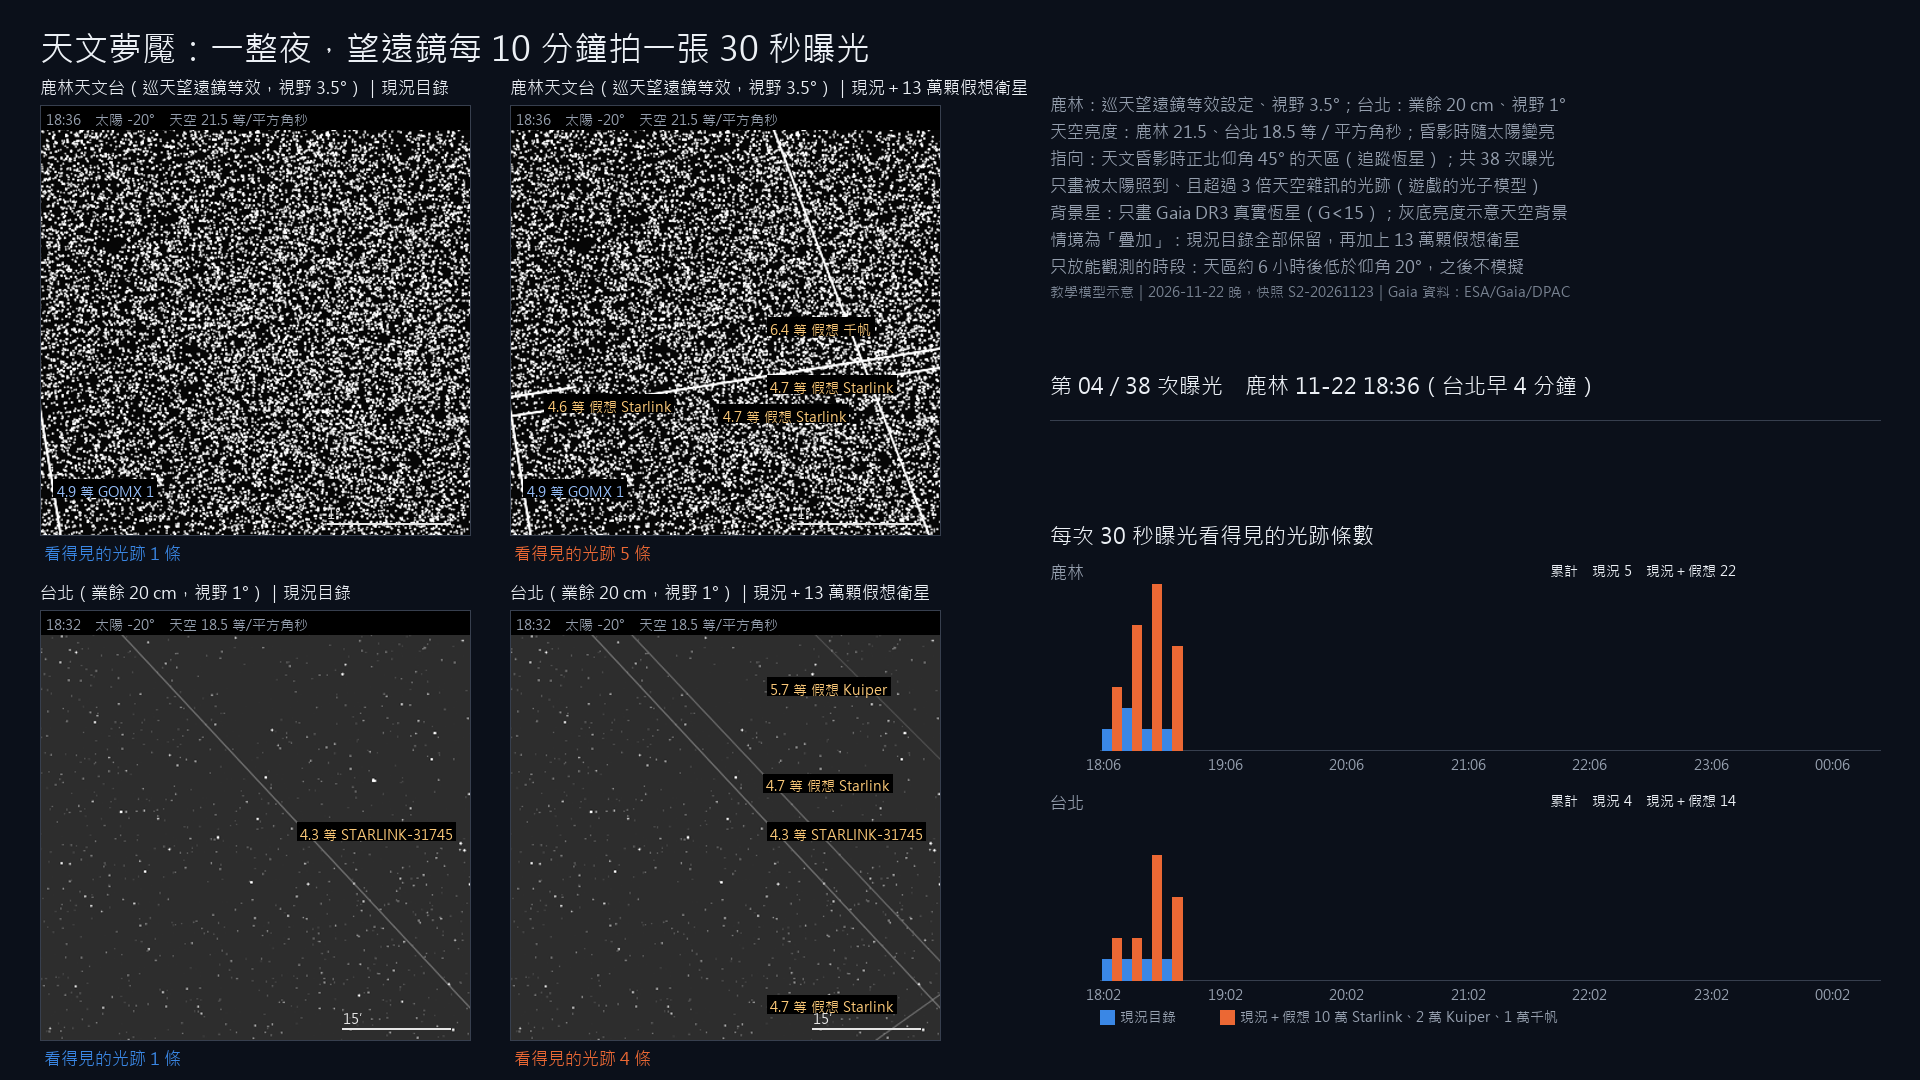 天文夢魘：一整夜，望遠鏡每 10 分鐘拍一張 30 秒曝光
鹿林天文台（巡天望遠鏡等效，視野 3.5°）｜現況目錄
18:36 太陽 -20° 天空 21.5 等/平方角秒
4.9 等 GOMX 1
1°
看得見的光跡 1 條
鹿林天文台（巡天望遠鏡等效，視野 3.5°）｜現況＋13 萬顆假想衛星
18:36 太陽 -20° 天空 21.5 等/平方角秒
6.4 等 假想 千帆
4.7 等 假想 Starlink
4.6 等 假想 Starlink
4.7 等 假想 Starlink
4.9 等 GOMX 1
1°
看得見的光跡 5 條
台北（業餘 20 cm，視野 1°）｜現況目錄
18:32 太陽 -20° 天空 18.5 等/平方角秒
4.3 等 STARLINK-31745
15'
看得見的光跡 1 條
台北（業餘 20 cm，視野 1°）｜現況＋13 萬顆假想衛星
18:32 太陽 -20° 天空 18.5 等/平方角秒
5.7 等 假想 Kuiper
4.7 等 假想 Starlink
4.3 等 STARLINK-31745
4.7 等 假想 Starlink
15'
看得見的光跡 4 條
鹿林：巡天望遠鏡等效設定、視野 3.5°；台北：業餘 20 cm、視野 1°
天空亮度：鹿林 21.5、台北 18.5 等 / 平方角秒；昏影時隨太陽變亮
指向：天文昏影時正北仰角 45° 的天區（追蹤恆星）；共 38 次曝光
只畫被太陽照到、且超過 3 倍天空雜訊的光跡（遊戲的光子模型）
背景星：只畫 Gaia DR3 真實恆星（G<15）；灰底亮度示意天空背景
情境為「疊加」：現況目錄全部保留，再加上 13 萬顆假想衛星
只放能觀測的時段：天區約 6 小時後低於仰角 20°，之後不模擬
教學模型示意｜2026-11-22 晚，快照 S2-20261123｜Gaia 資料：ESA/Gaia/DPAC
第 04 / 38 次曝光 鹿林 11-22 18:36（台北早 4 分鐘）
每次 30 秒曝光看得見的光跡條數
鹿林
累計 現況 5 現況＋假想 22
18:06 19:06 20:06 21:06 22:06 23:06 00:06
台北
累計 現況 4 現況＋假想 14
18:02 19:02 20:02 21:02 22:02 23:02 00:02
現況目錄
現況＋假想 10 萬 Starlink、2 萬 Kuiper、1 萬千帆